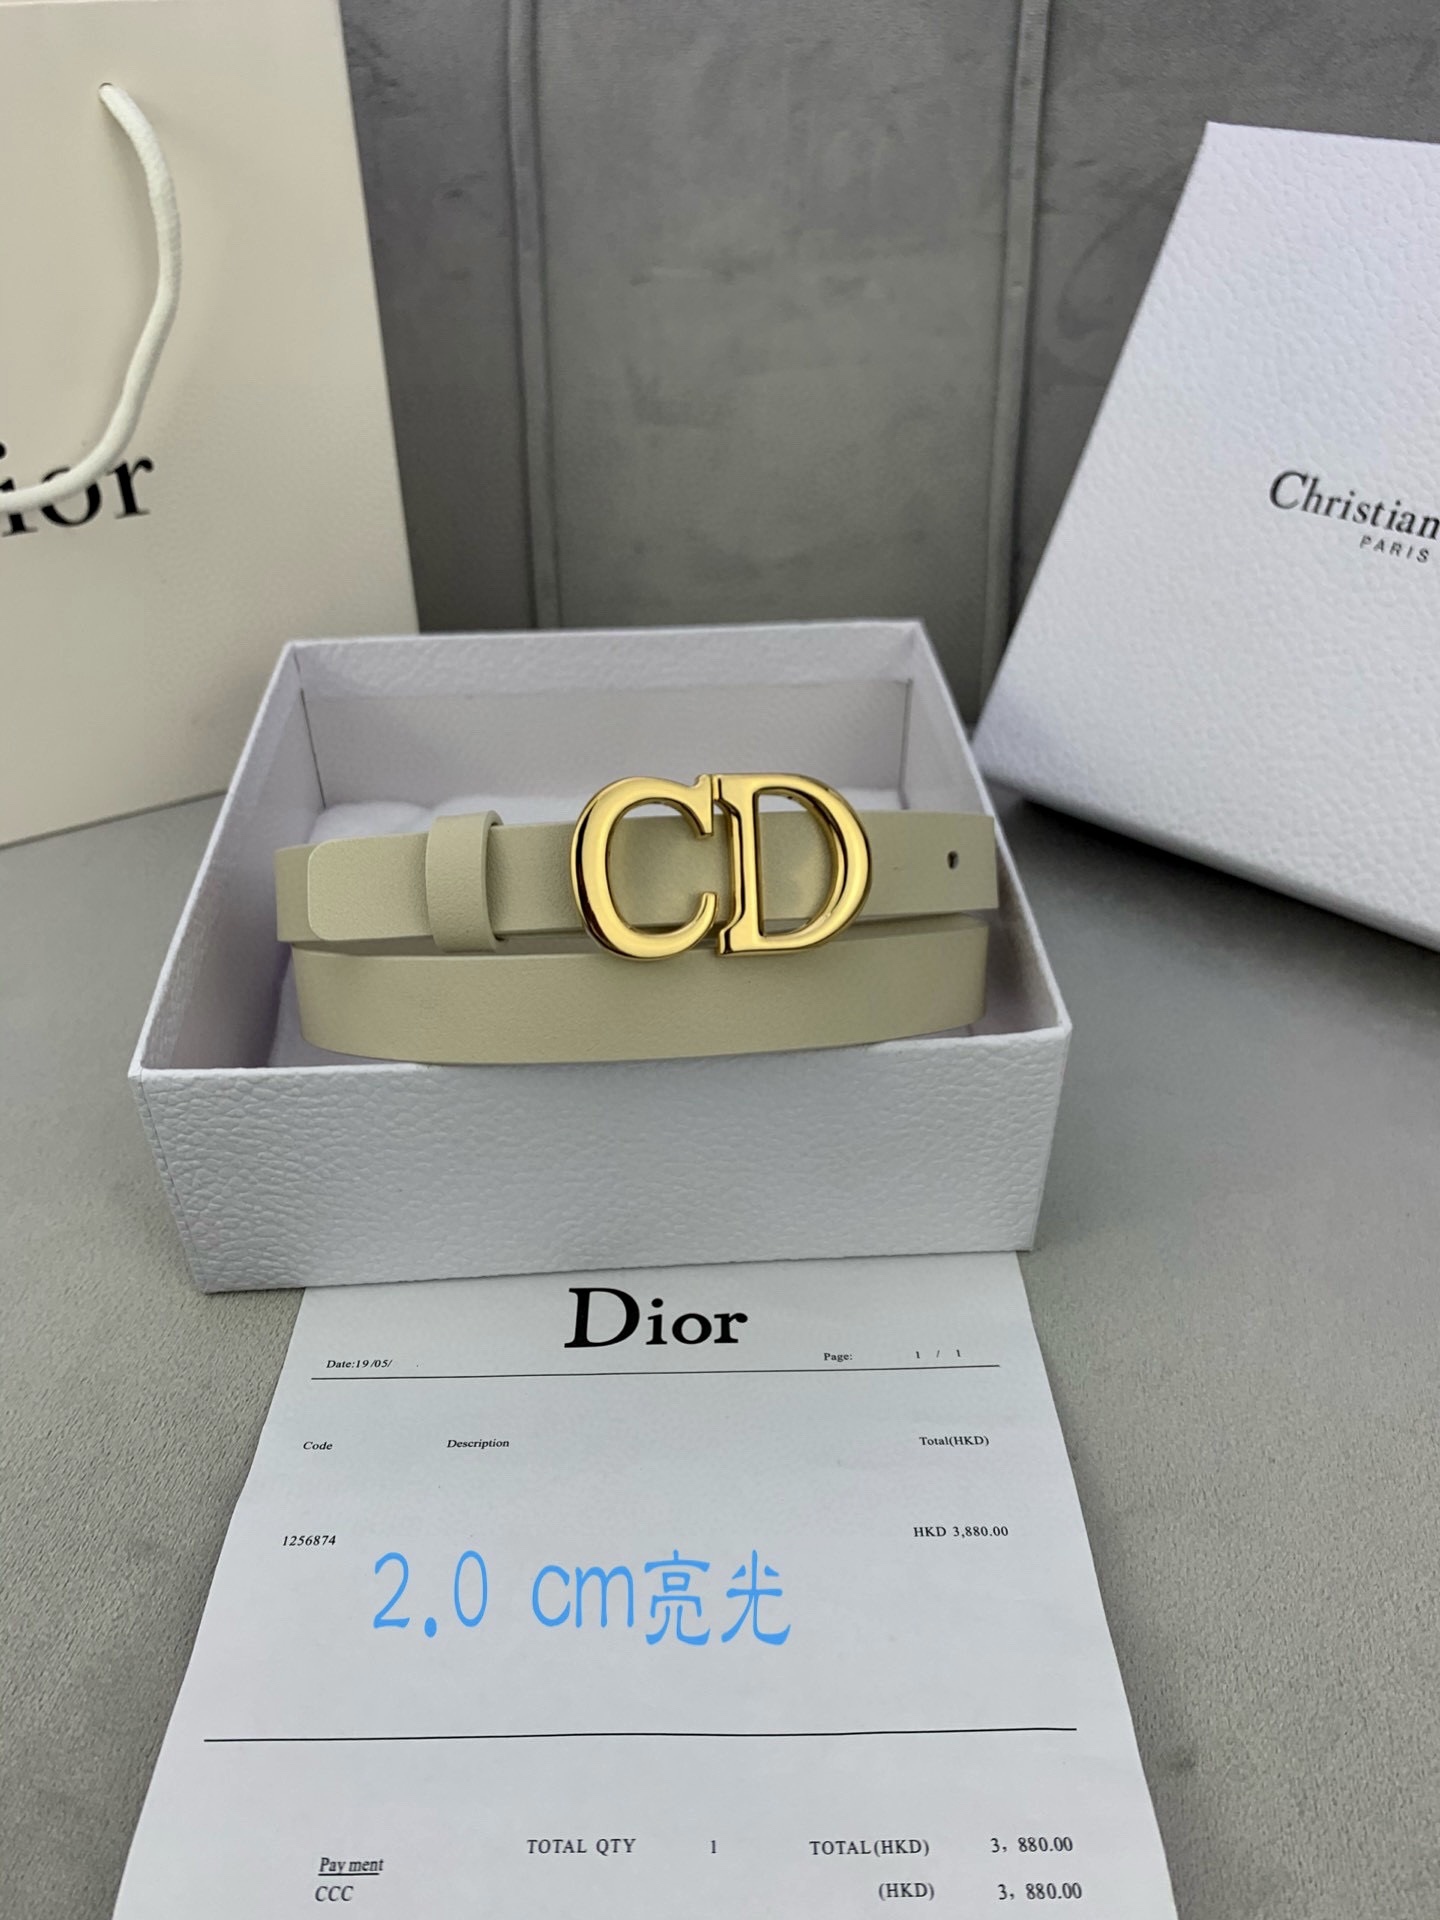 ior
Christian
PARIS
CD
Dior
Date:19/05/
Page: 1 / 1
Code Description Total(HKD)
1256874 HKD 3,880.00
2.0 cm亮光
TOTAL QTY 1 TOTAL(HKD) 3, 880.00
Payment
CCC (HKD) 3, 880.00